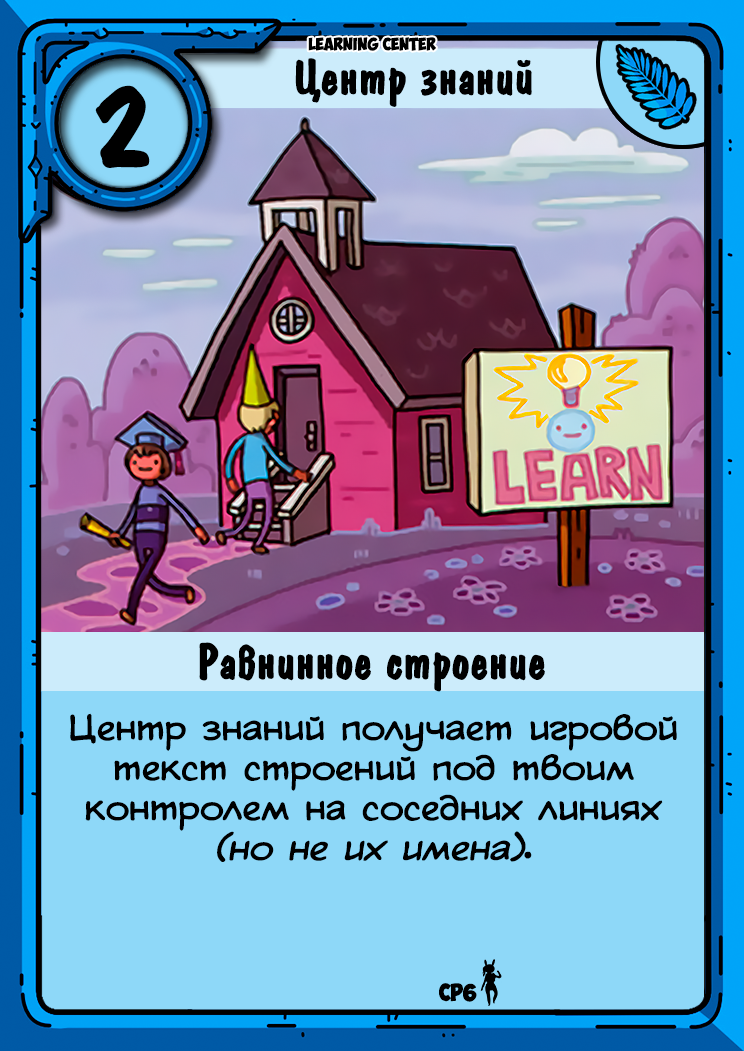 LEARNING CENTER
Центр знаний
2
LEARN
Равнинное строение
Центр знаний получает игровой
текст строений под твоим
контролем на соседних линиях
(но не их имена).
CP6